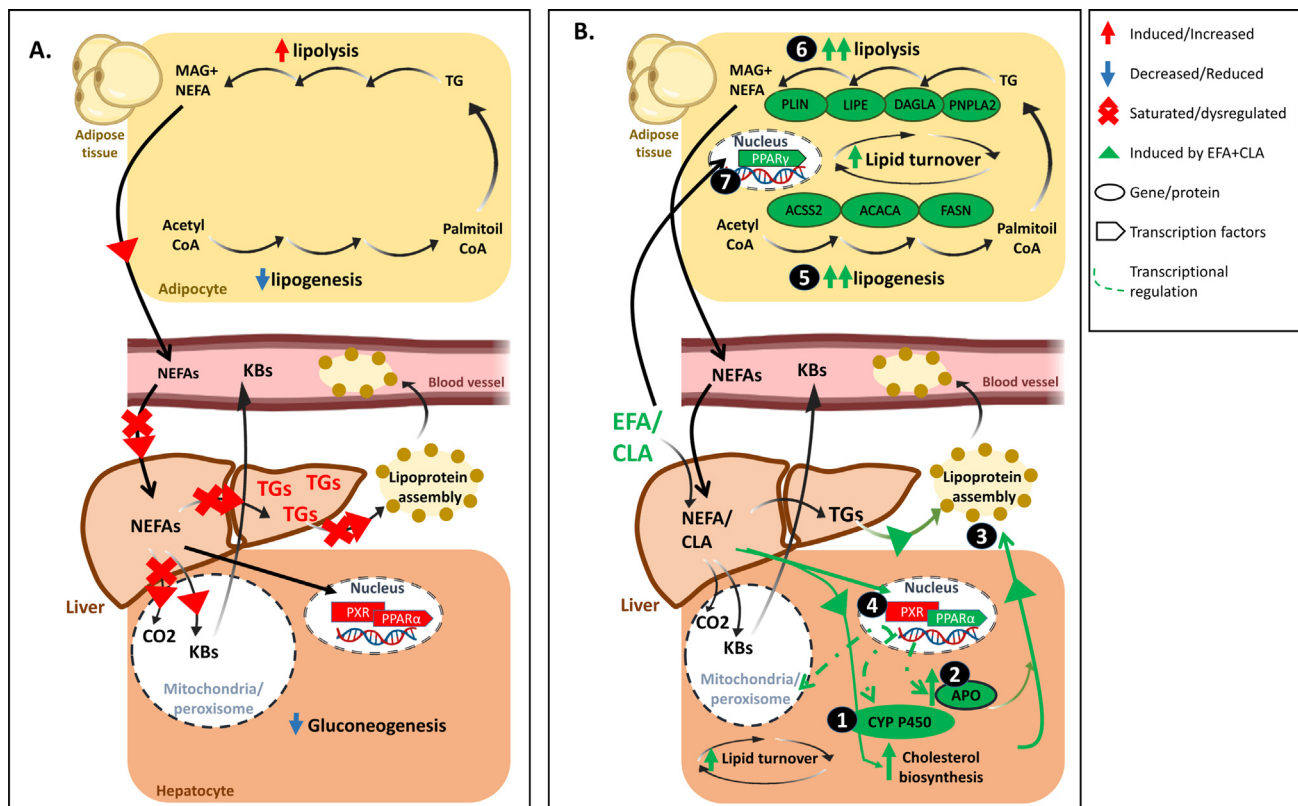 A.
lipolysis
MAG+
NEFA
TG
Adipose
tissue
Acetyl
CoA
Palmitoil
CoA
lipogenesis
Adipocyte
NEFAs
KBs
Blood vessel
TGs
TGs
TGs
Lipoprotein
assembly
NEFAs
Liver
CO2
KBs
Mitochondria/
peroxisome
Nucleus
PXR
PPARα
Gluconeogenesis
Hepatocyte
B.
6
lipolysis
MAG+
NEFA
TG
PLIN
LIPE
DAGLA
PNPLA2
Adipose
tissue
Nucleus
PPARγ
7
Lipid turnover
ACSS2
ACACA
FASN
Acetyl
CoA
Palmitoil
CoA
5
lipogenesis
Adipocyte
NEFAs
KBs
Blood vessel
EFA/
CLA
Lipoprotein
assembly
NEFA/
CLA
TGs
3
Liver
CO2
KBs
Mitochondria/
peroxisome
Nucleus
4
PXR
PPARα
2
APO
1
CYP P450
Lipid turnover
Cholesterol
biosynthesis
Hepatocyte
Induced/Increased
Decreased/Reduced
Saturated/dysregulated
Induced by EFA+CLA
Gene/protein
Transcription factors
Transcriptional
regulation